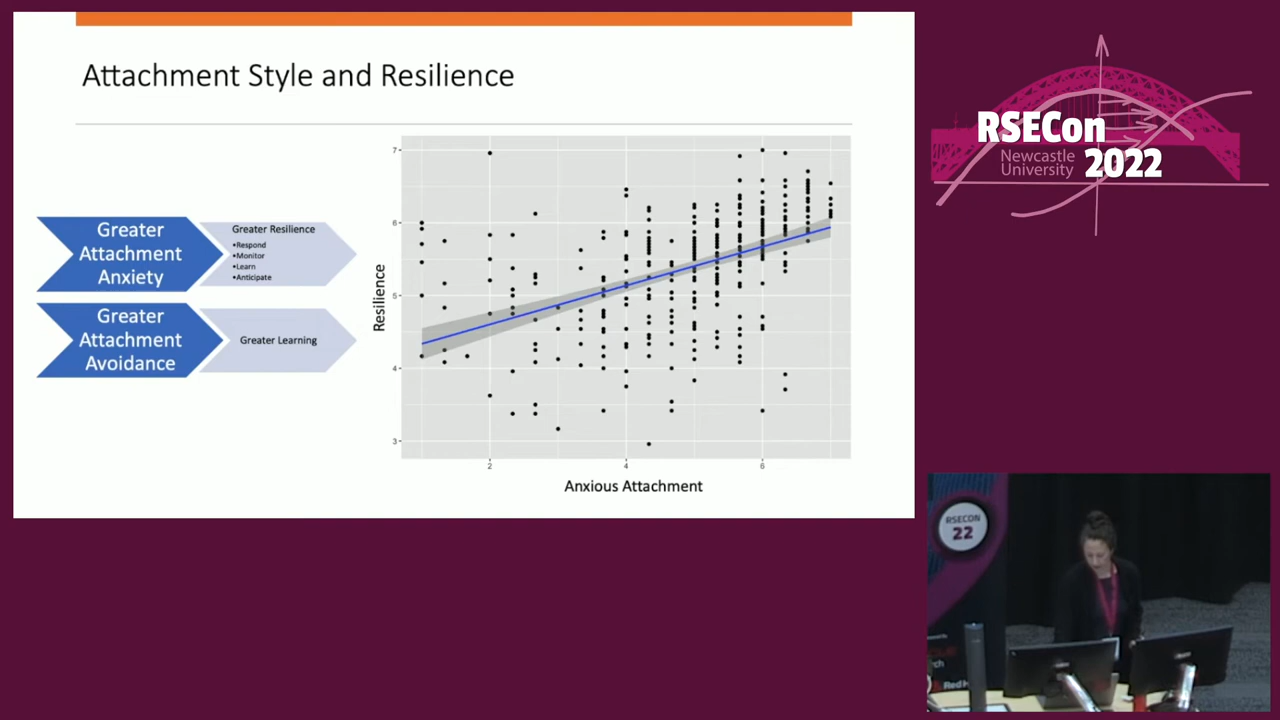 Attachment Style and Resilience
Greater
Attachment
Anxiety
Greater Resilience
•Respond
•Monitor
•Learn
•Anticipate
Greater
Attachment
Avoidance
Greater Learning
Resilience
7
6
5
4
3
2
4
6
Anxious Attachment
RSECon
Newcastle
University
2022
RSECON
22